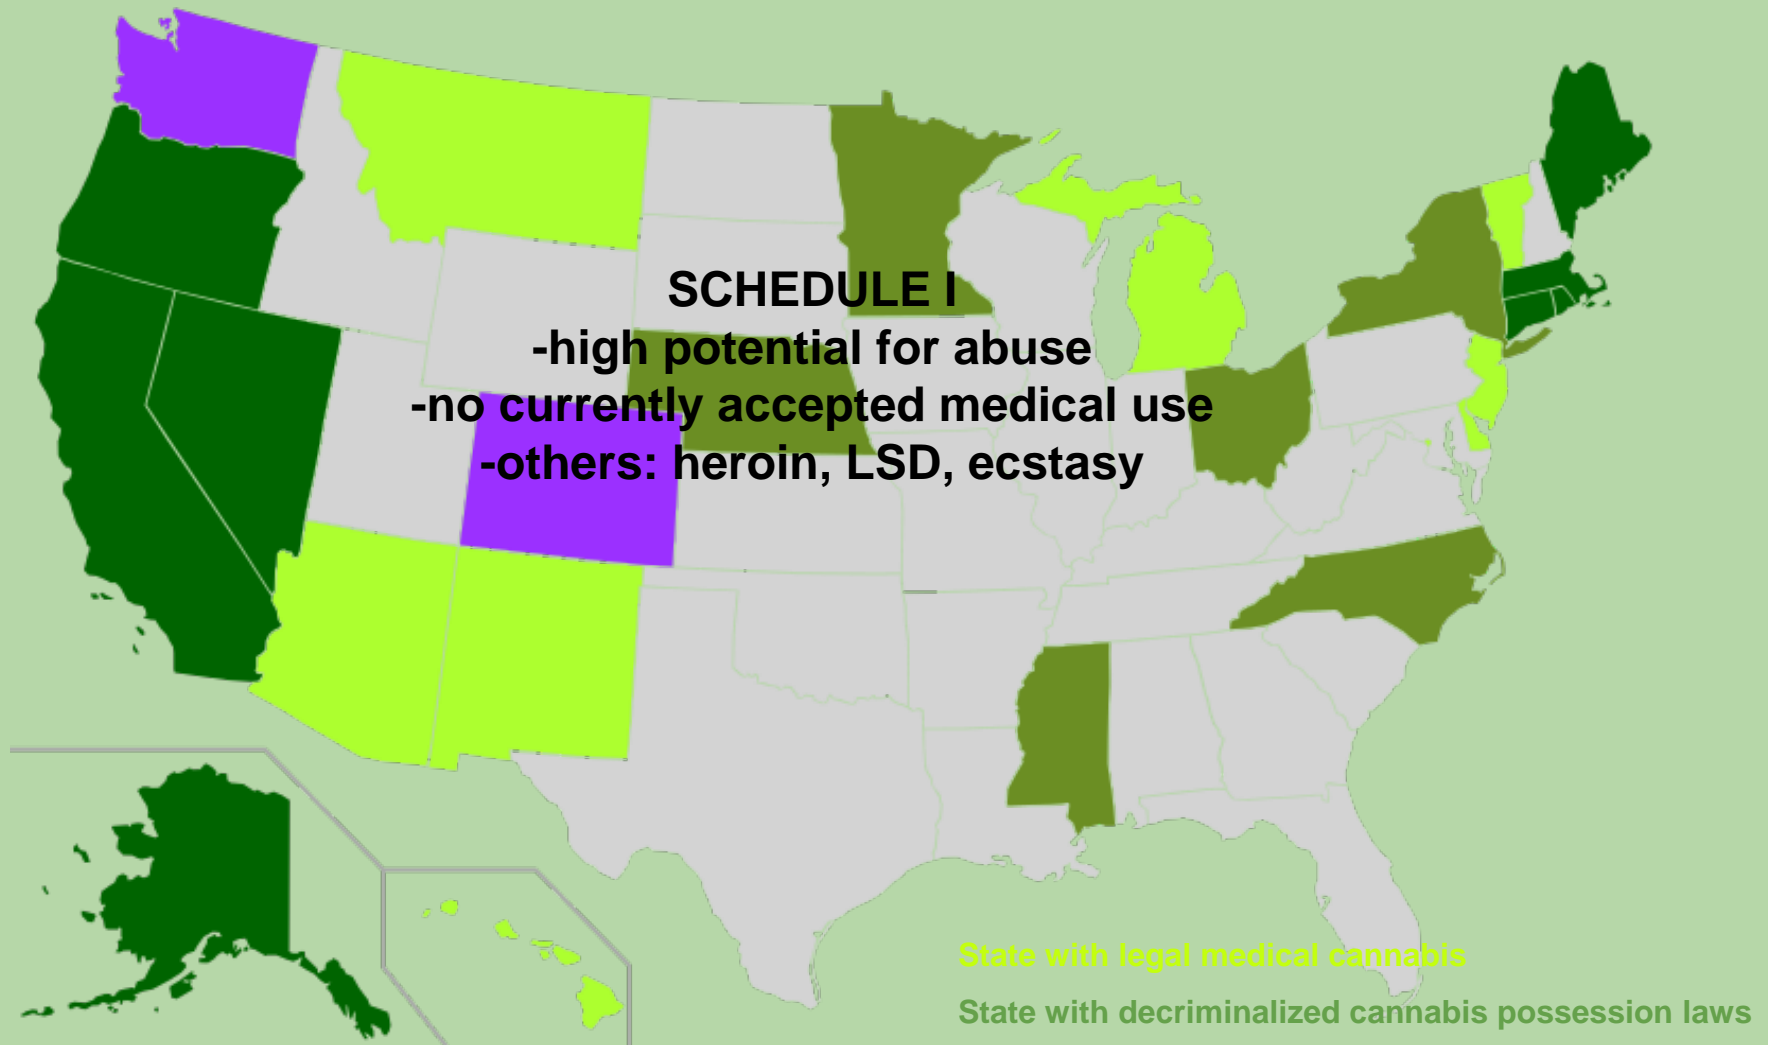 SCHEDULE I
-high potential for abuse
-no currently accepted medical use
-others: heroin, LSD, ecstasy
State with legal medical cannabis
State with decriminalized cannabis possession laws